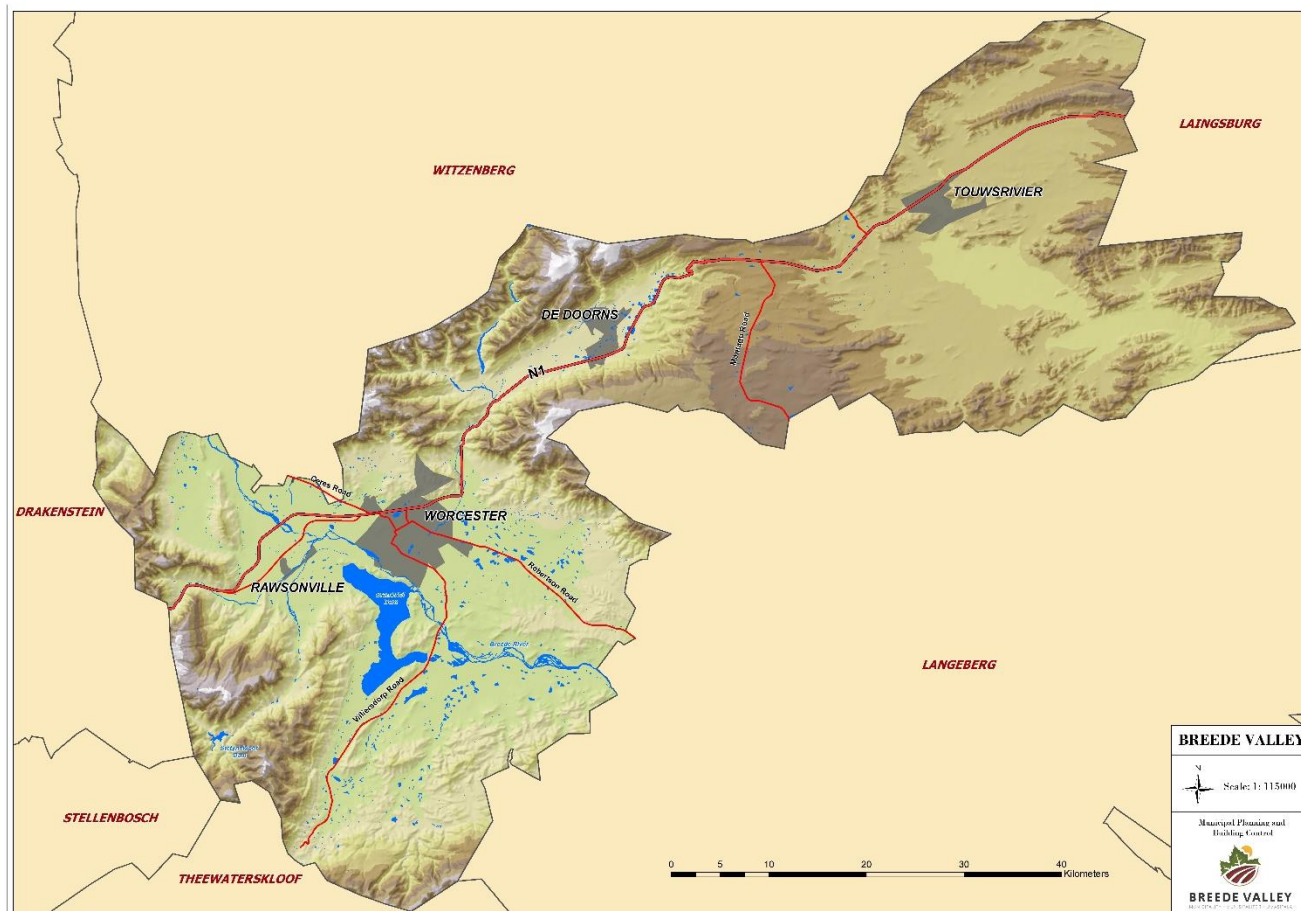 LAINGSBURG
WITZENBERG
TOUWSRIVIER
DE DOORNS
Montagu Road
N1
Ceres Road
DRAKENSTEIN
WORCESTER
RAWSONVILLE
Robertson Road
Breede River
LANGEBERG
Villiersdorp Road
STELLENBOSCH
THEEWATERSKLOOF
0 5 10 20 30 40
Kilometers
BREEDE VALLEY
N
Scale: 1: 115000
Municipal Planning and
Building Control
BREEDE VALLEY